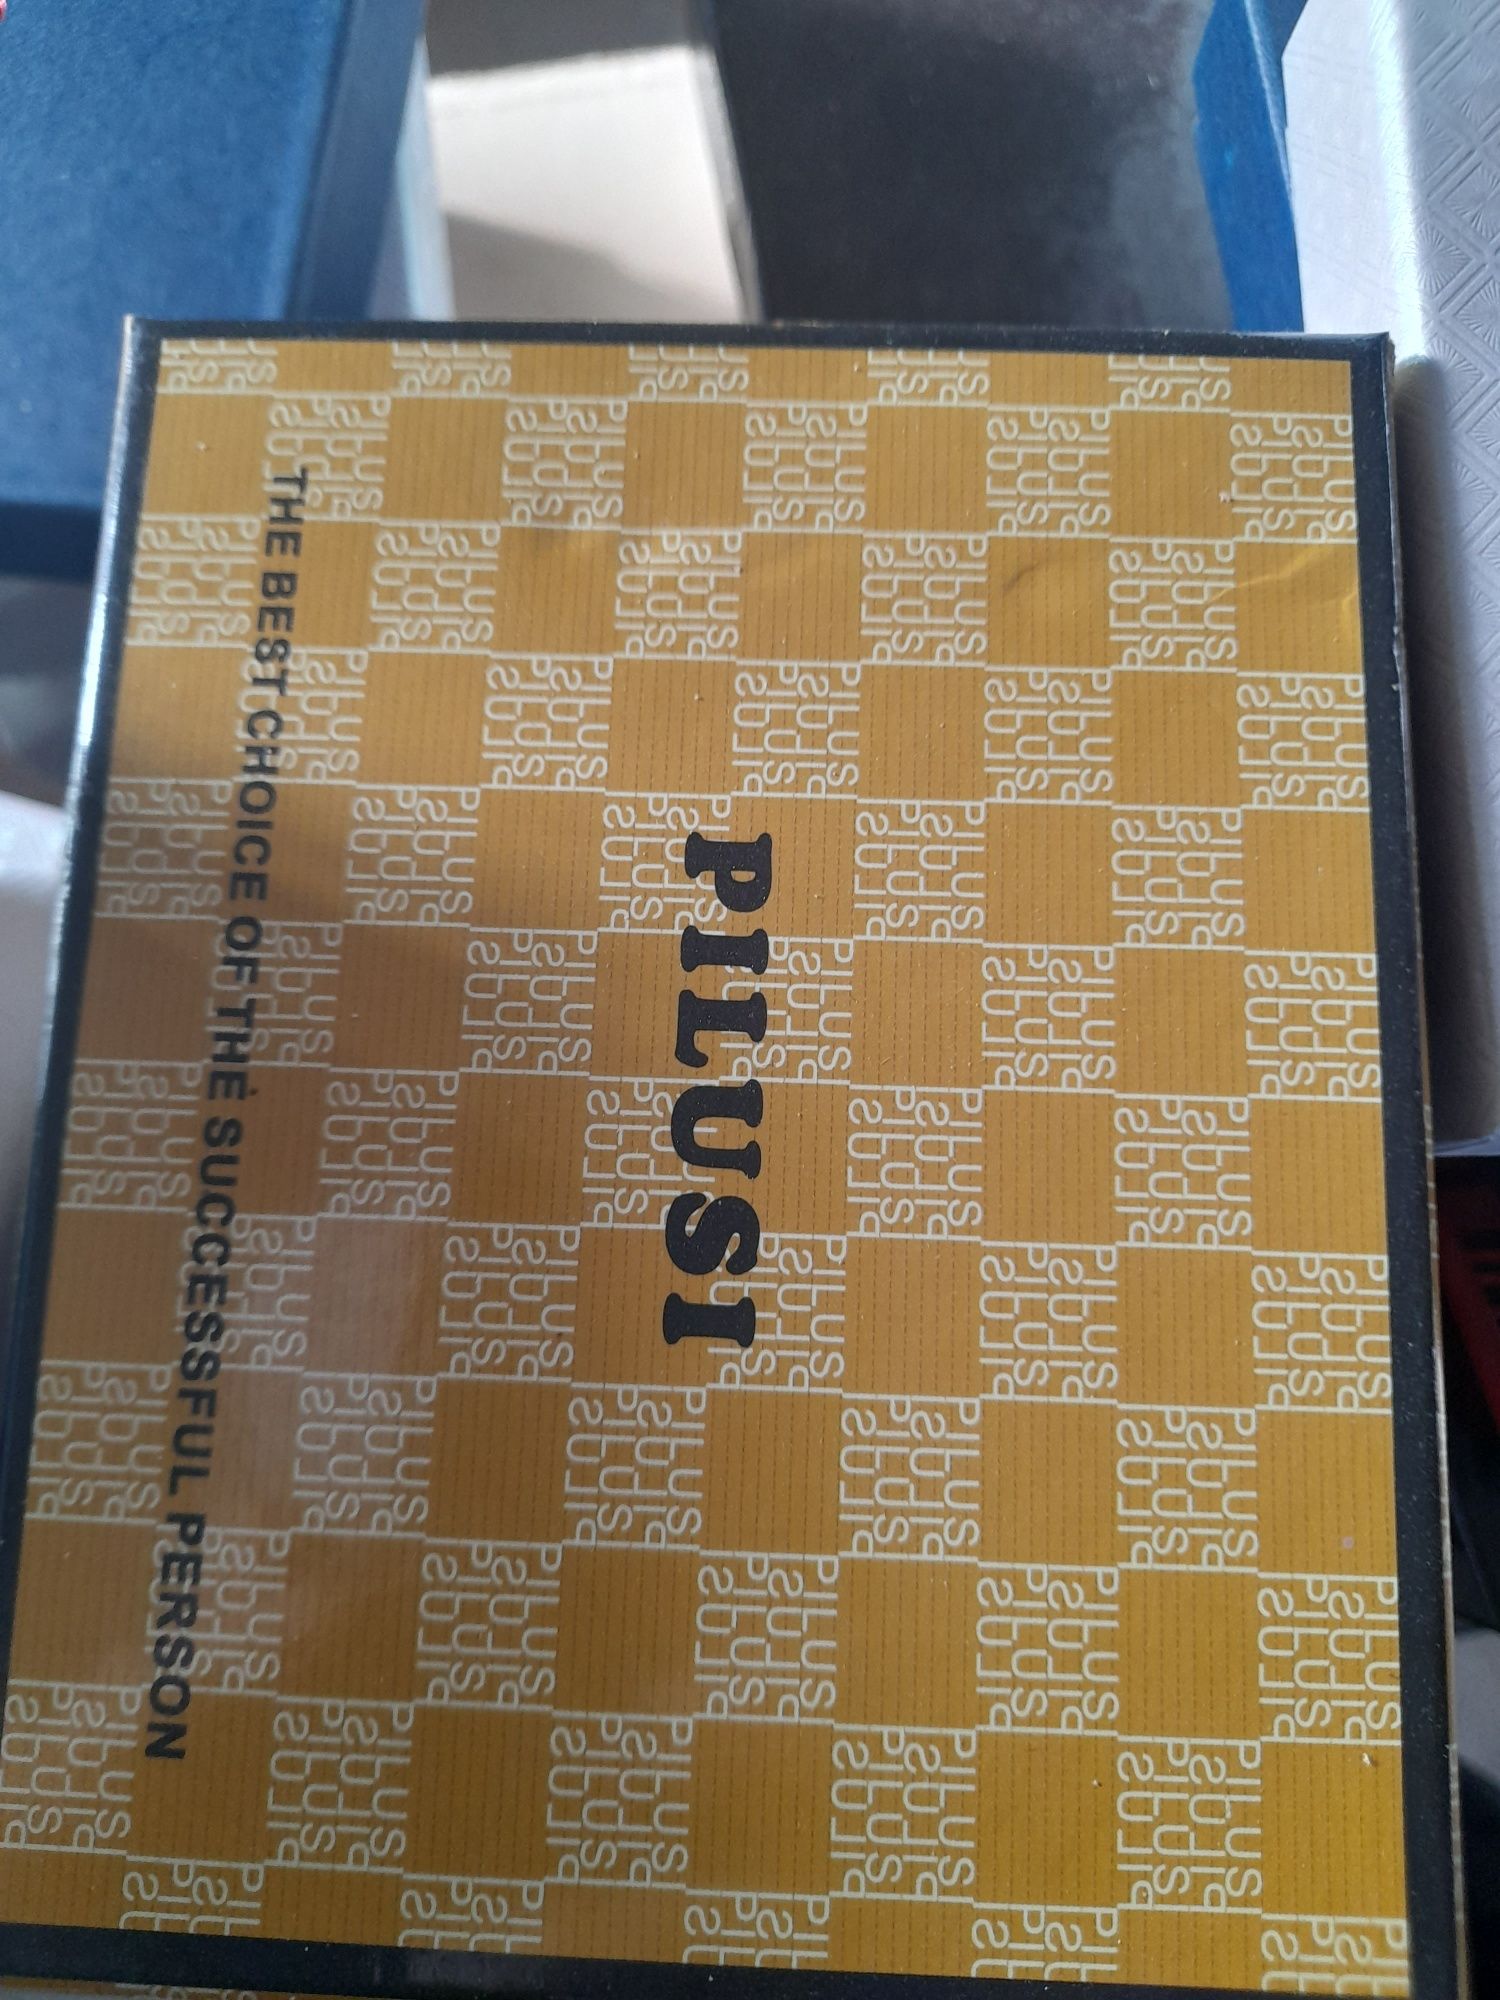 PILUSI
THE BEST CHOICE OF THE SUCCESSFUL PERSON